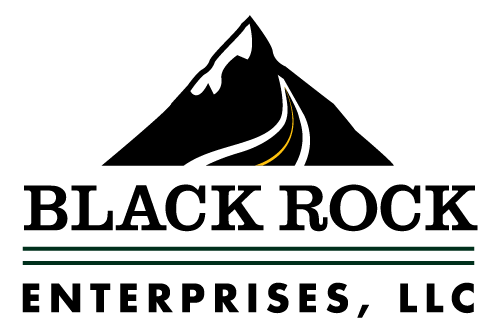 BLACK ROCK
ENTERPRISES, LLC